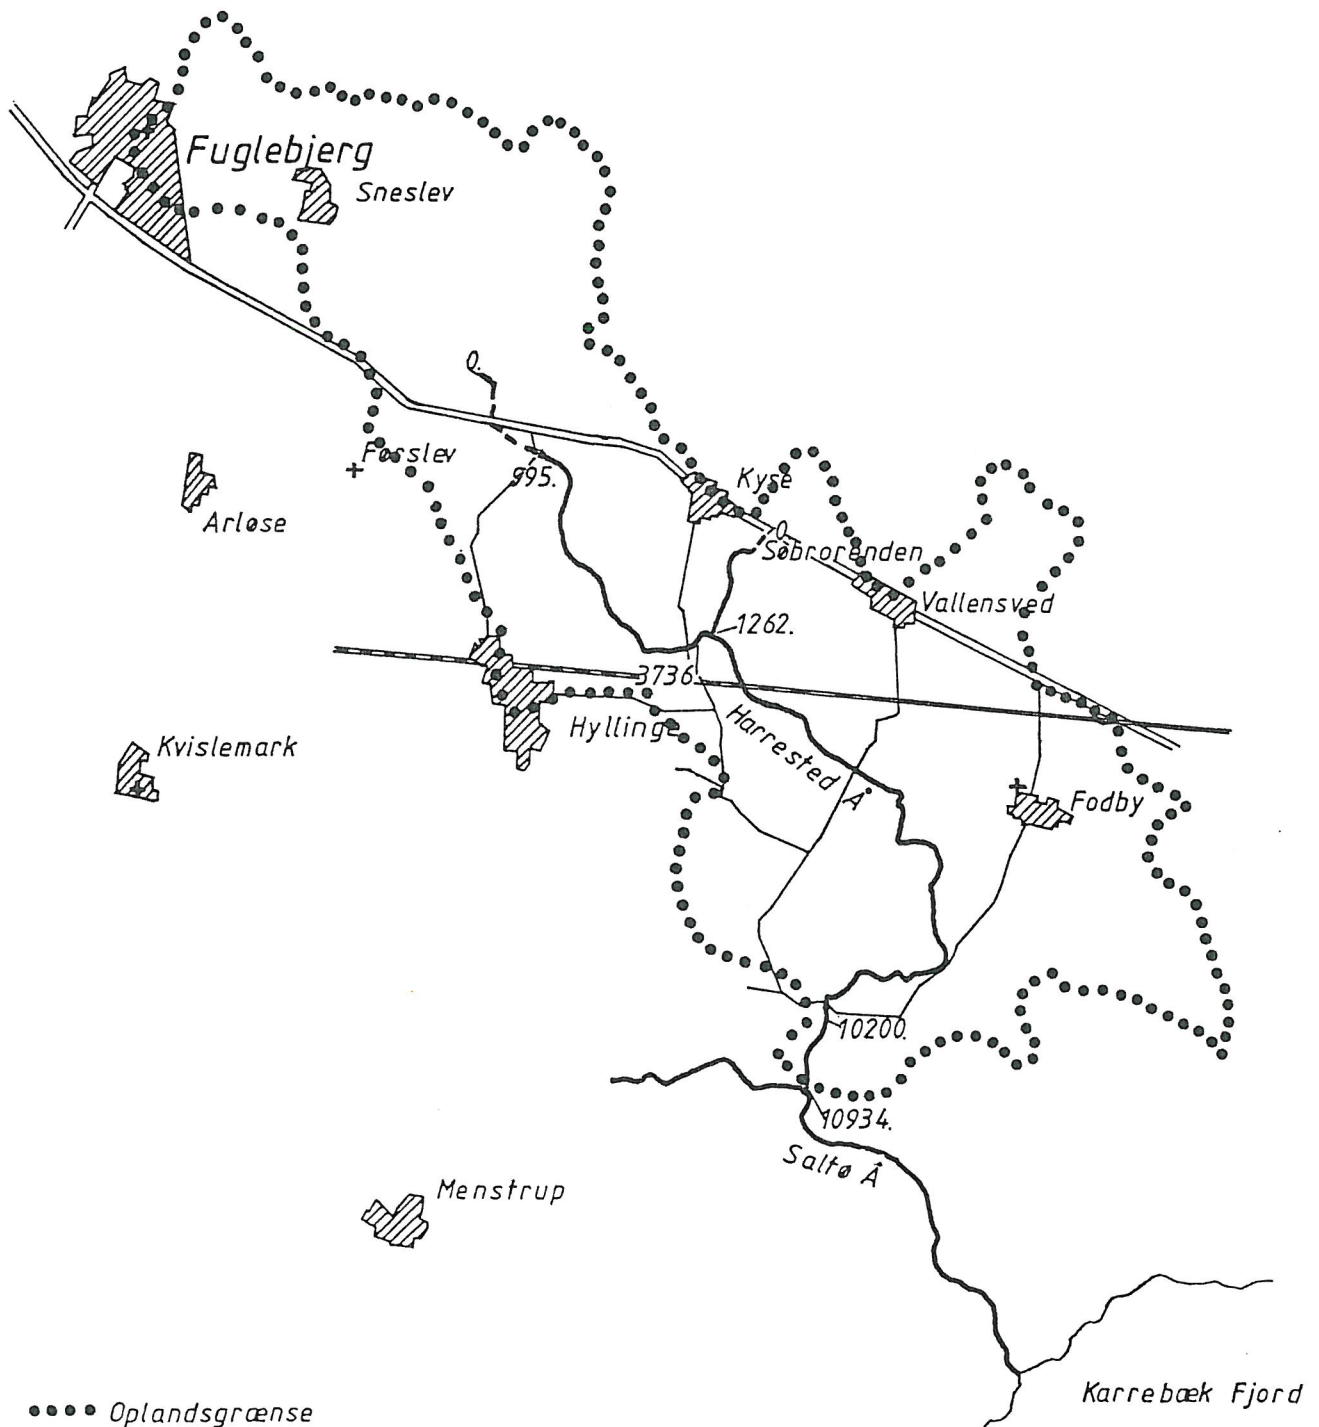 Fuglebjerg
Sneslev
0.
Førslev
995.
Kyse
Arløse
0.
Søbrorenden
Vallensved
1262.
3736.
Harrested Å
Hyllinge
Kvislemark
Fodby
10200.
10934.
Saltø Å
Menstrup
Karrebæk Fjord
Oplandsgrænse